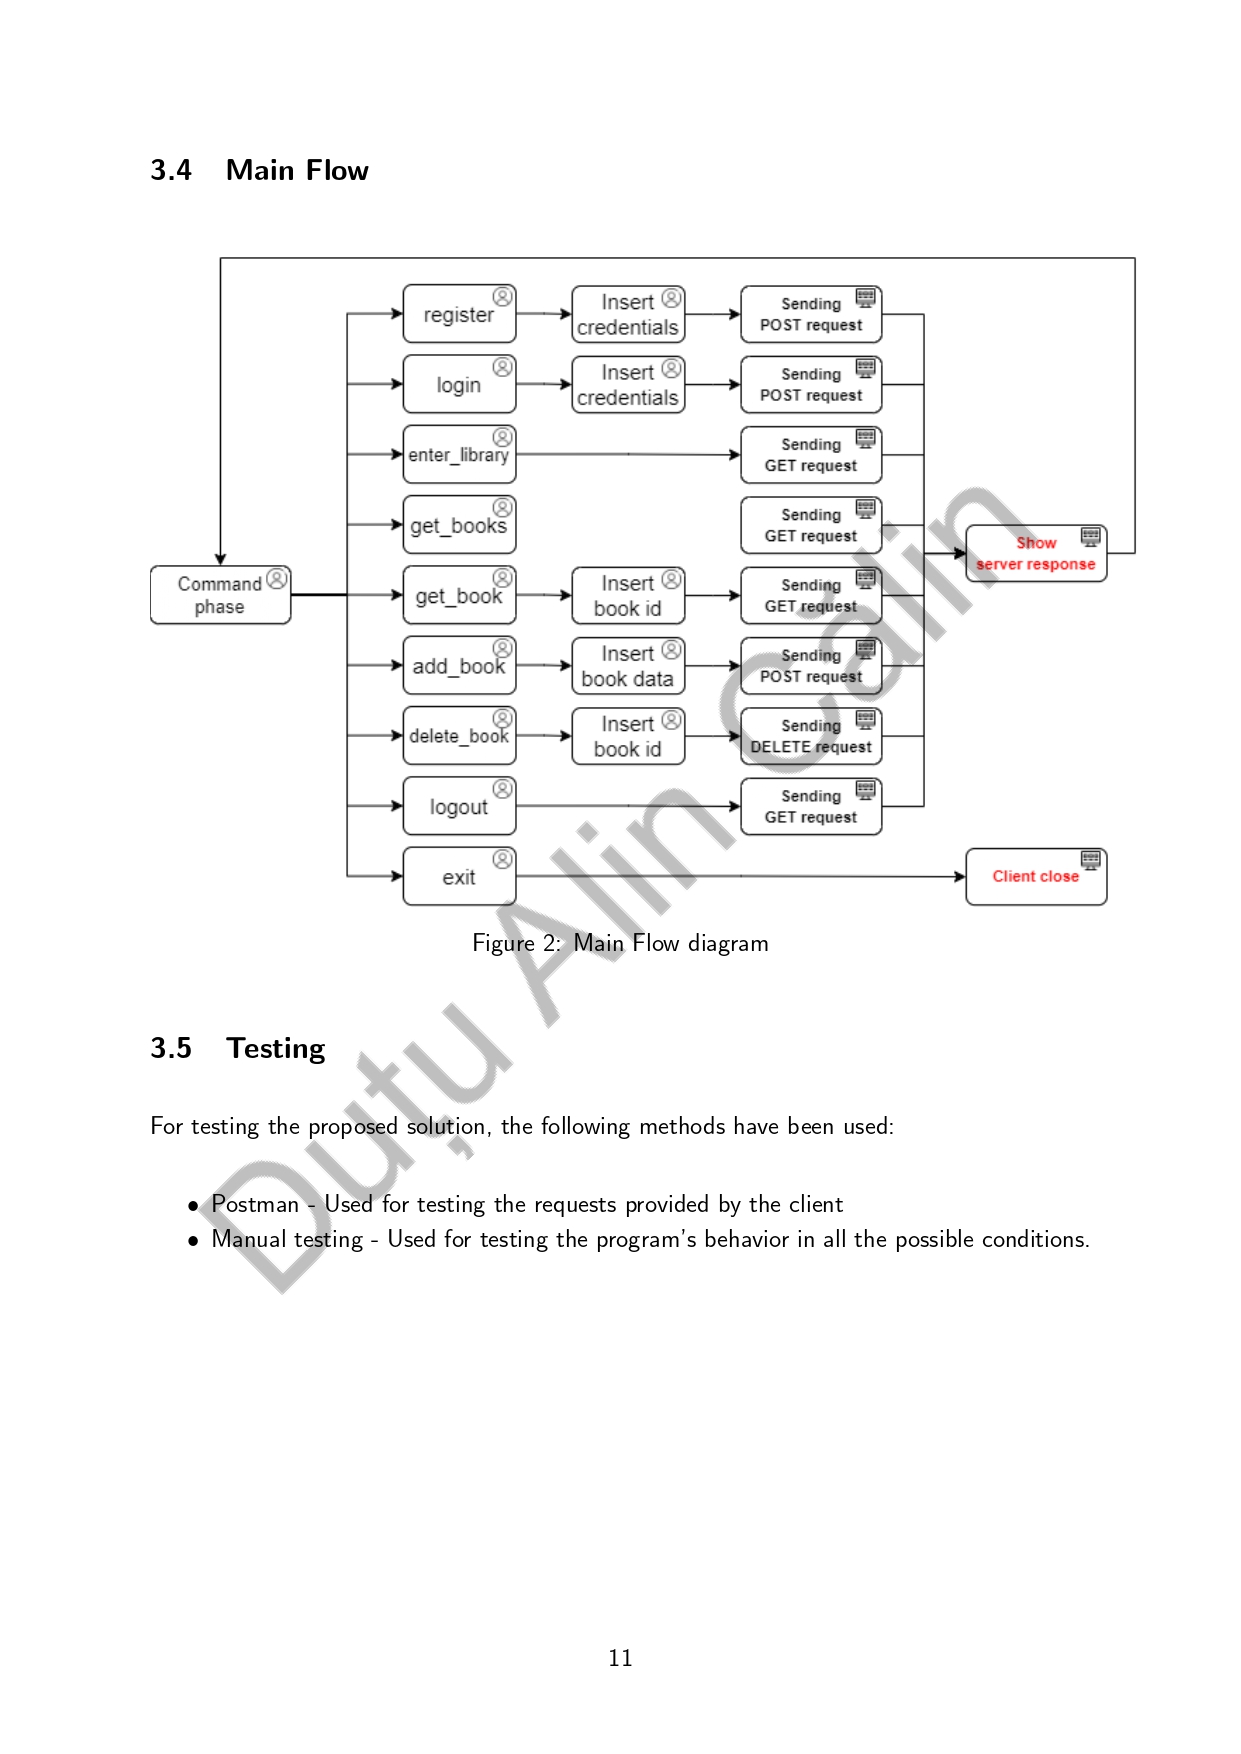 3.4 Main Flow
register
Insert
credentials
Sending
POST request
login
Insert
credentials
Sending
POST request
enter_library
Sending
GET request
get_books
Sending
GET request
Show
server response
Command
phase
get_book
Insert
book id
Sending
GET request
add_book
Insert
book data
Sending
POST request
delete_book
Insert
book id
Sending
DELETE request
logout
Sending
GET request
exit
Client close
Figure 2: Main Flow diagram
3.5 Testing
For testing the proposed solution, the following methods have been used:
• Postman - Used for testing the requests provided by the client
• Manual testing - Used for testing the program's behavior in all the possible conditions.
11
Duțu Alin Călin